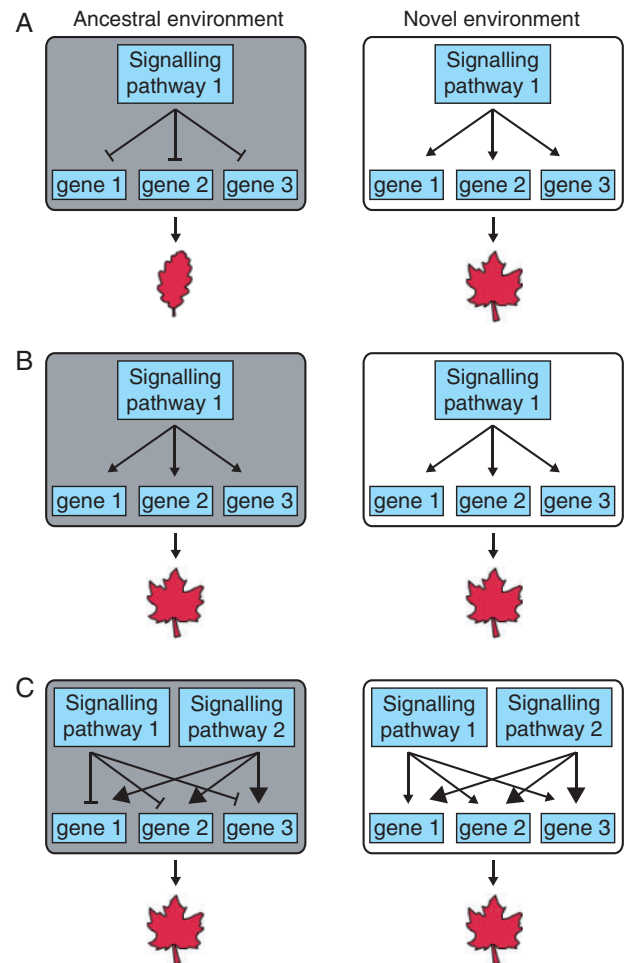 Ancestral environment
Novel environment
A
Signalling
pathway 1
gene 1
gene 2
gene 3
Signalling
pathway 1
gene 1
gene 2
gene 3
B
Signalling
pathway 1
gene 1
gene 2
gene 3
Signalling
pathway 1
gene 1
gene 2
gene 3
C
Signalling
pathway 1
Signalling
pathway 2
gene 1
gene 2
gene 3
Signalling
pathway 1
Signalling
pathway 2
gene 1
gene 2
gene 3